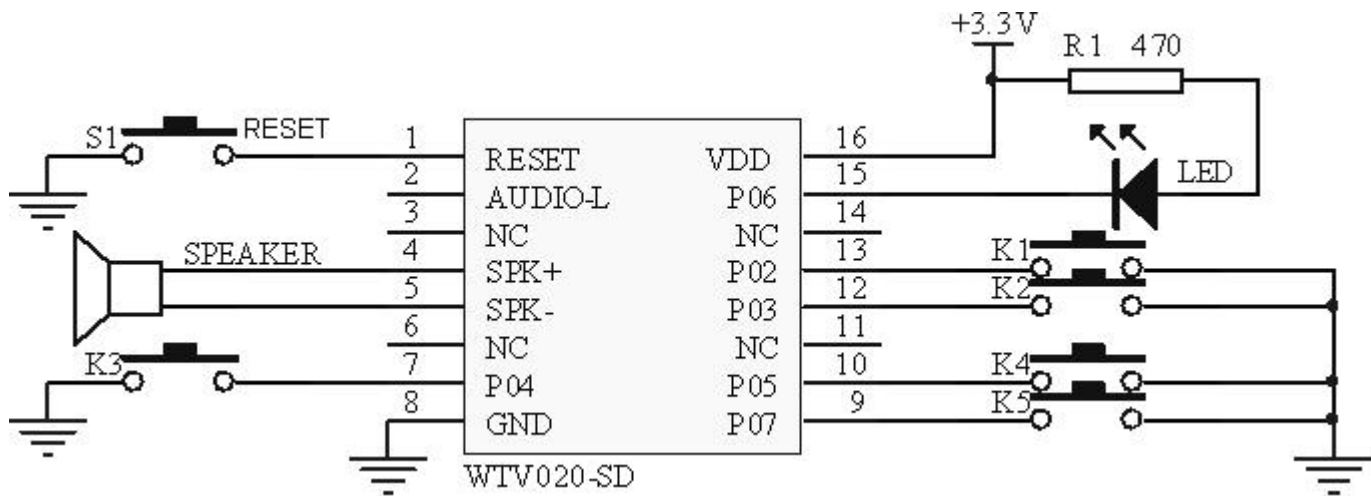 +3.3V
R1 470
S1
RESET
1
RESET
VDD
16
2
AUDIO-L
P06
15
LED
3
NC
NC
14
SPEAKER
4
SPK+
P02
13
K1
5
SPK-
P03
12
K2
6
NC
NC
11
K3
7
P04
P05
10
K4
8
GND
P07
9
K5
WTV020-SD